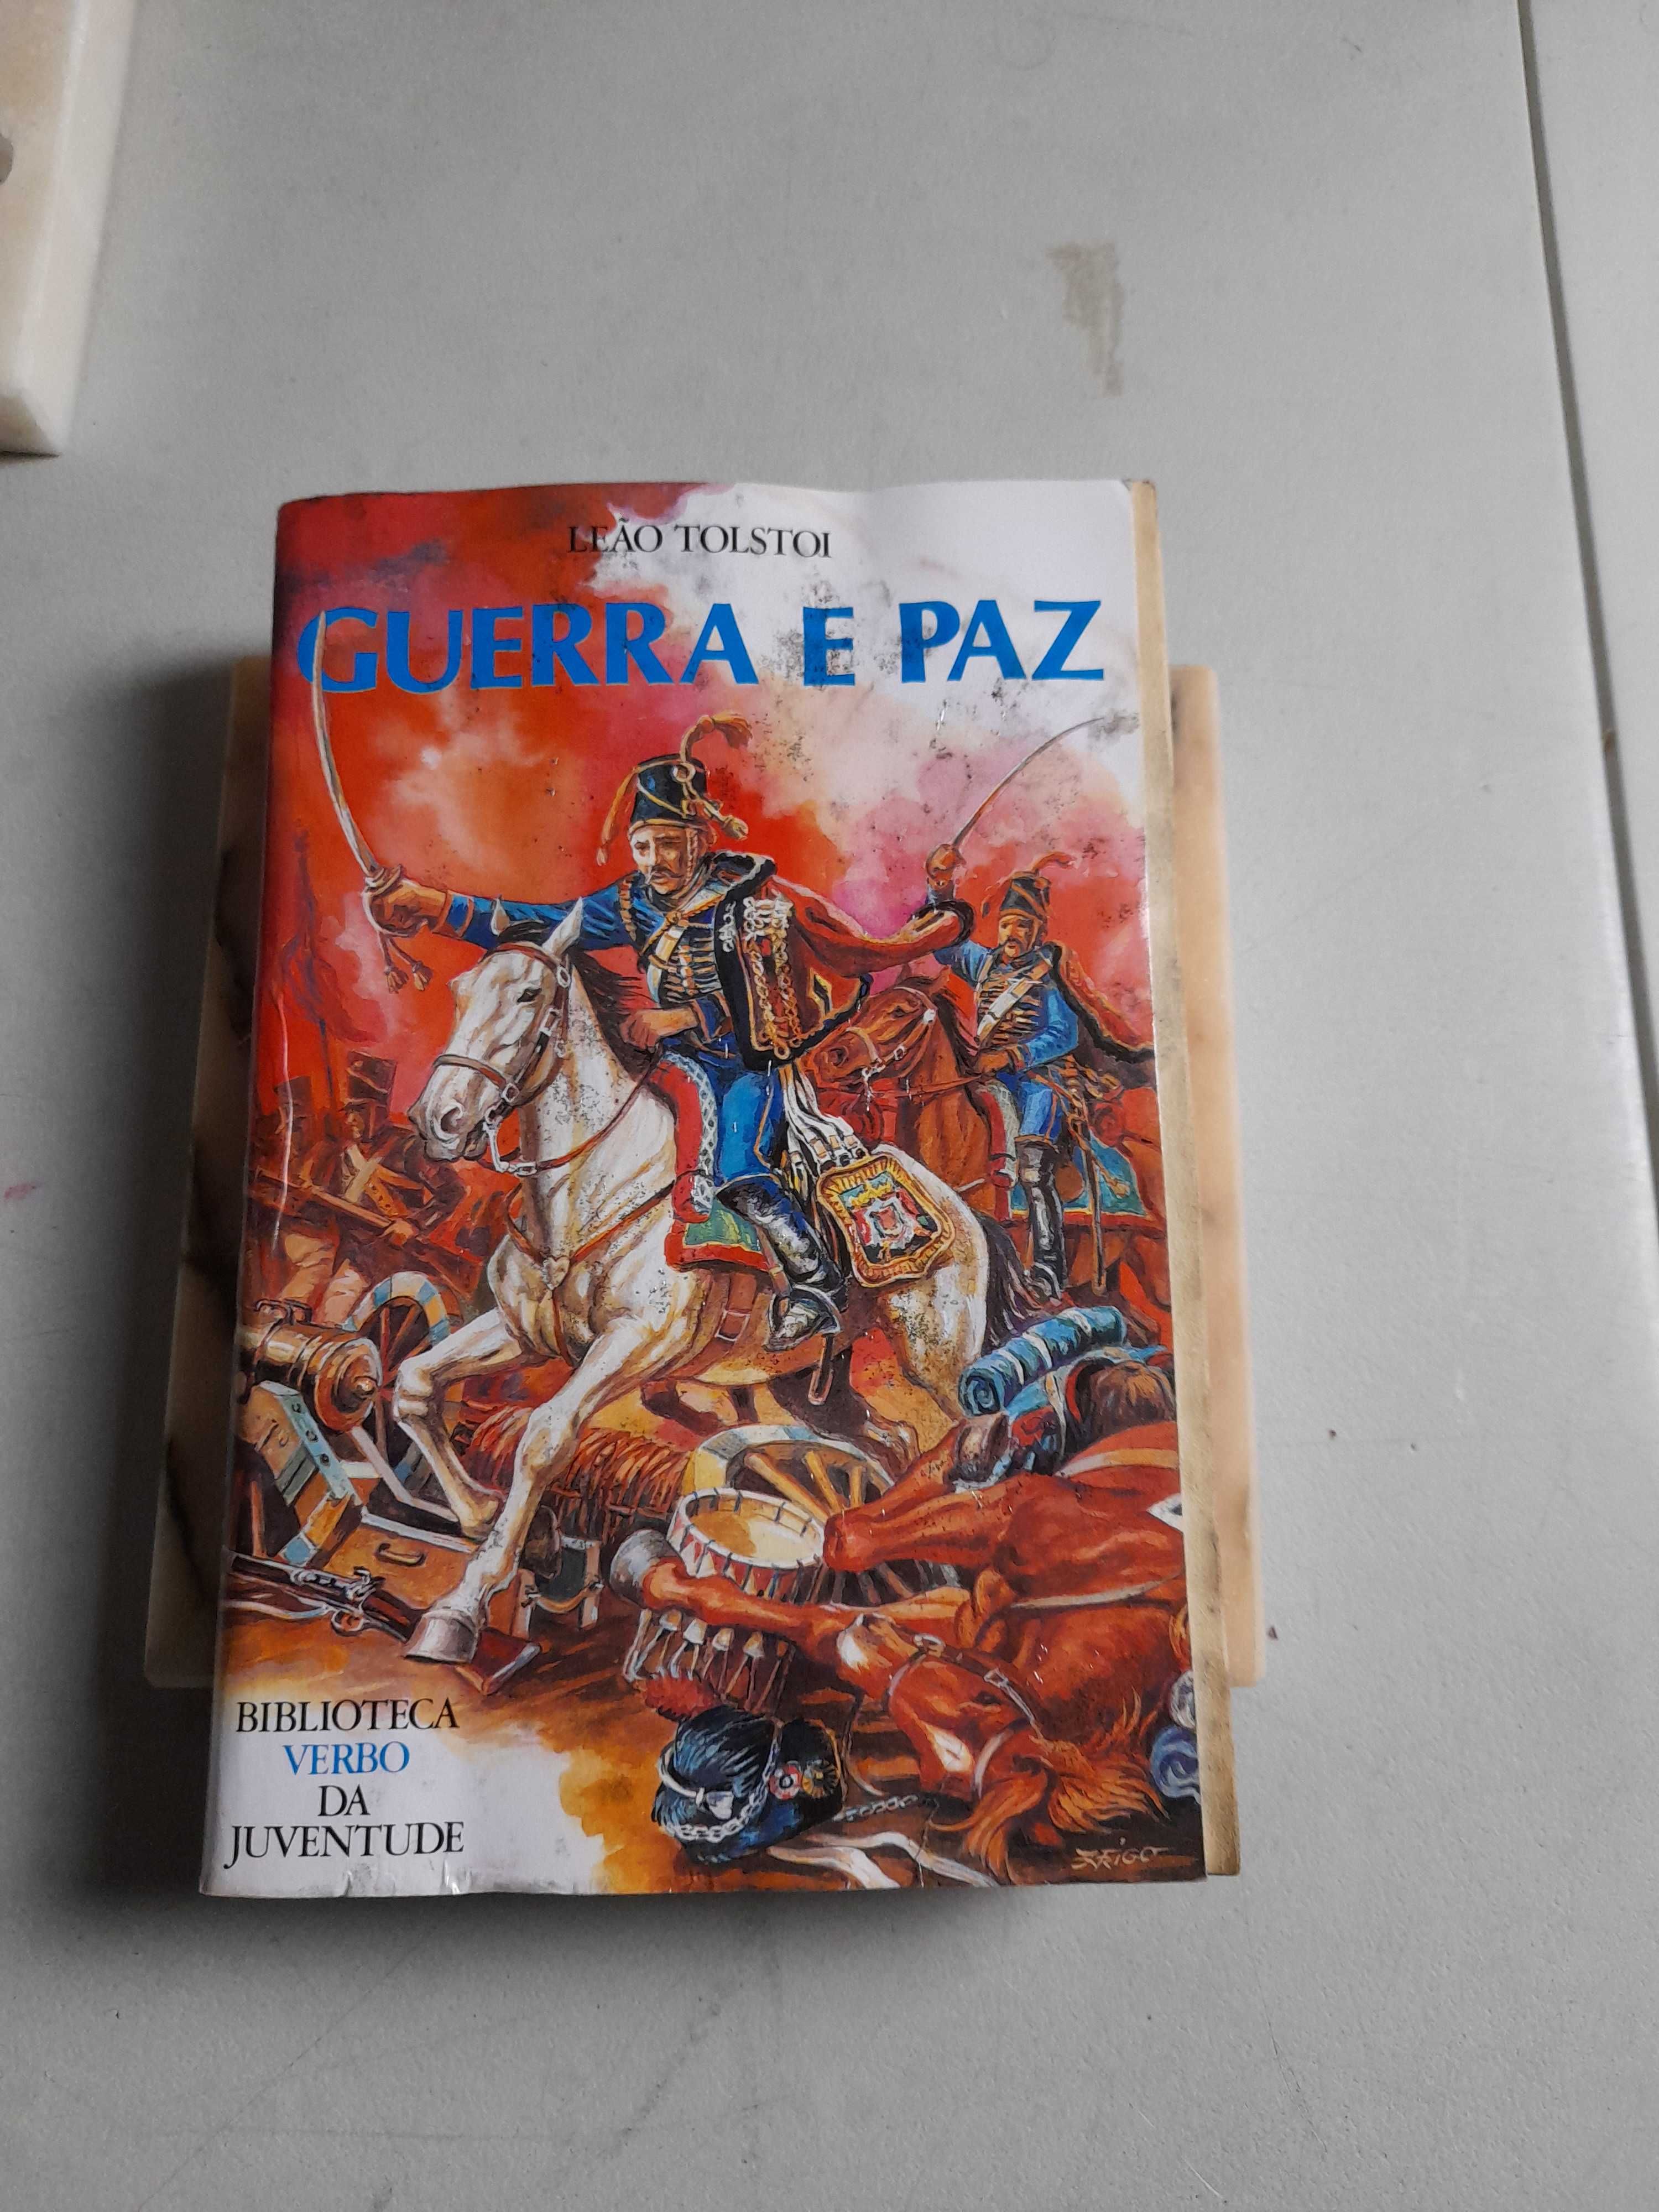 LEÃO TOLSTOI
GUERRA E PAZ
BIBLIOTECA
VERBO
DA
JUVENTUDE